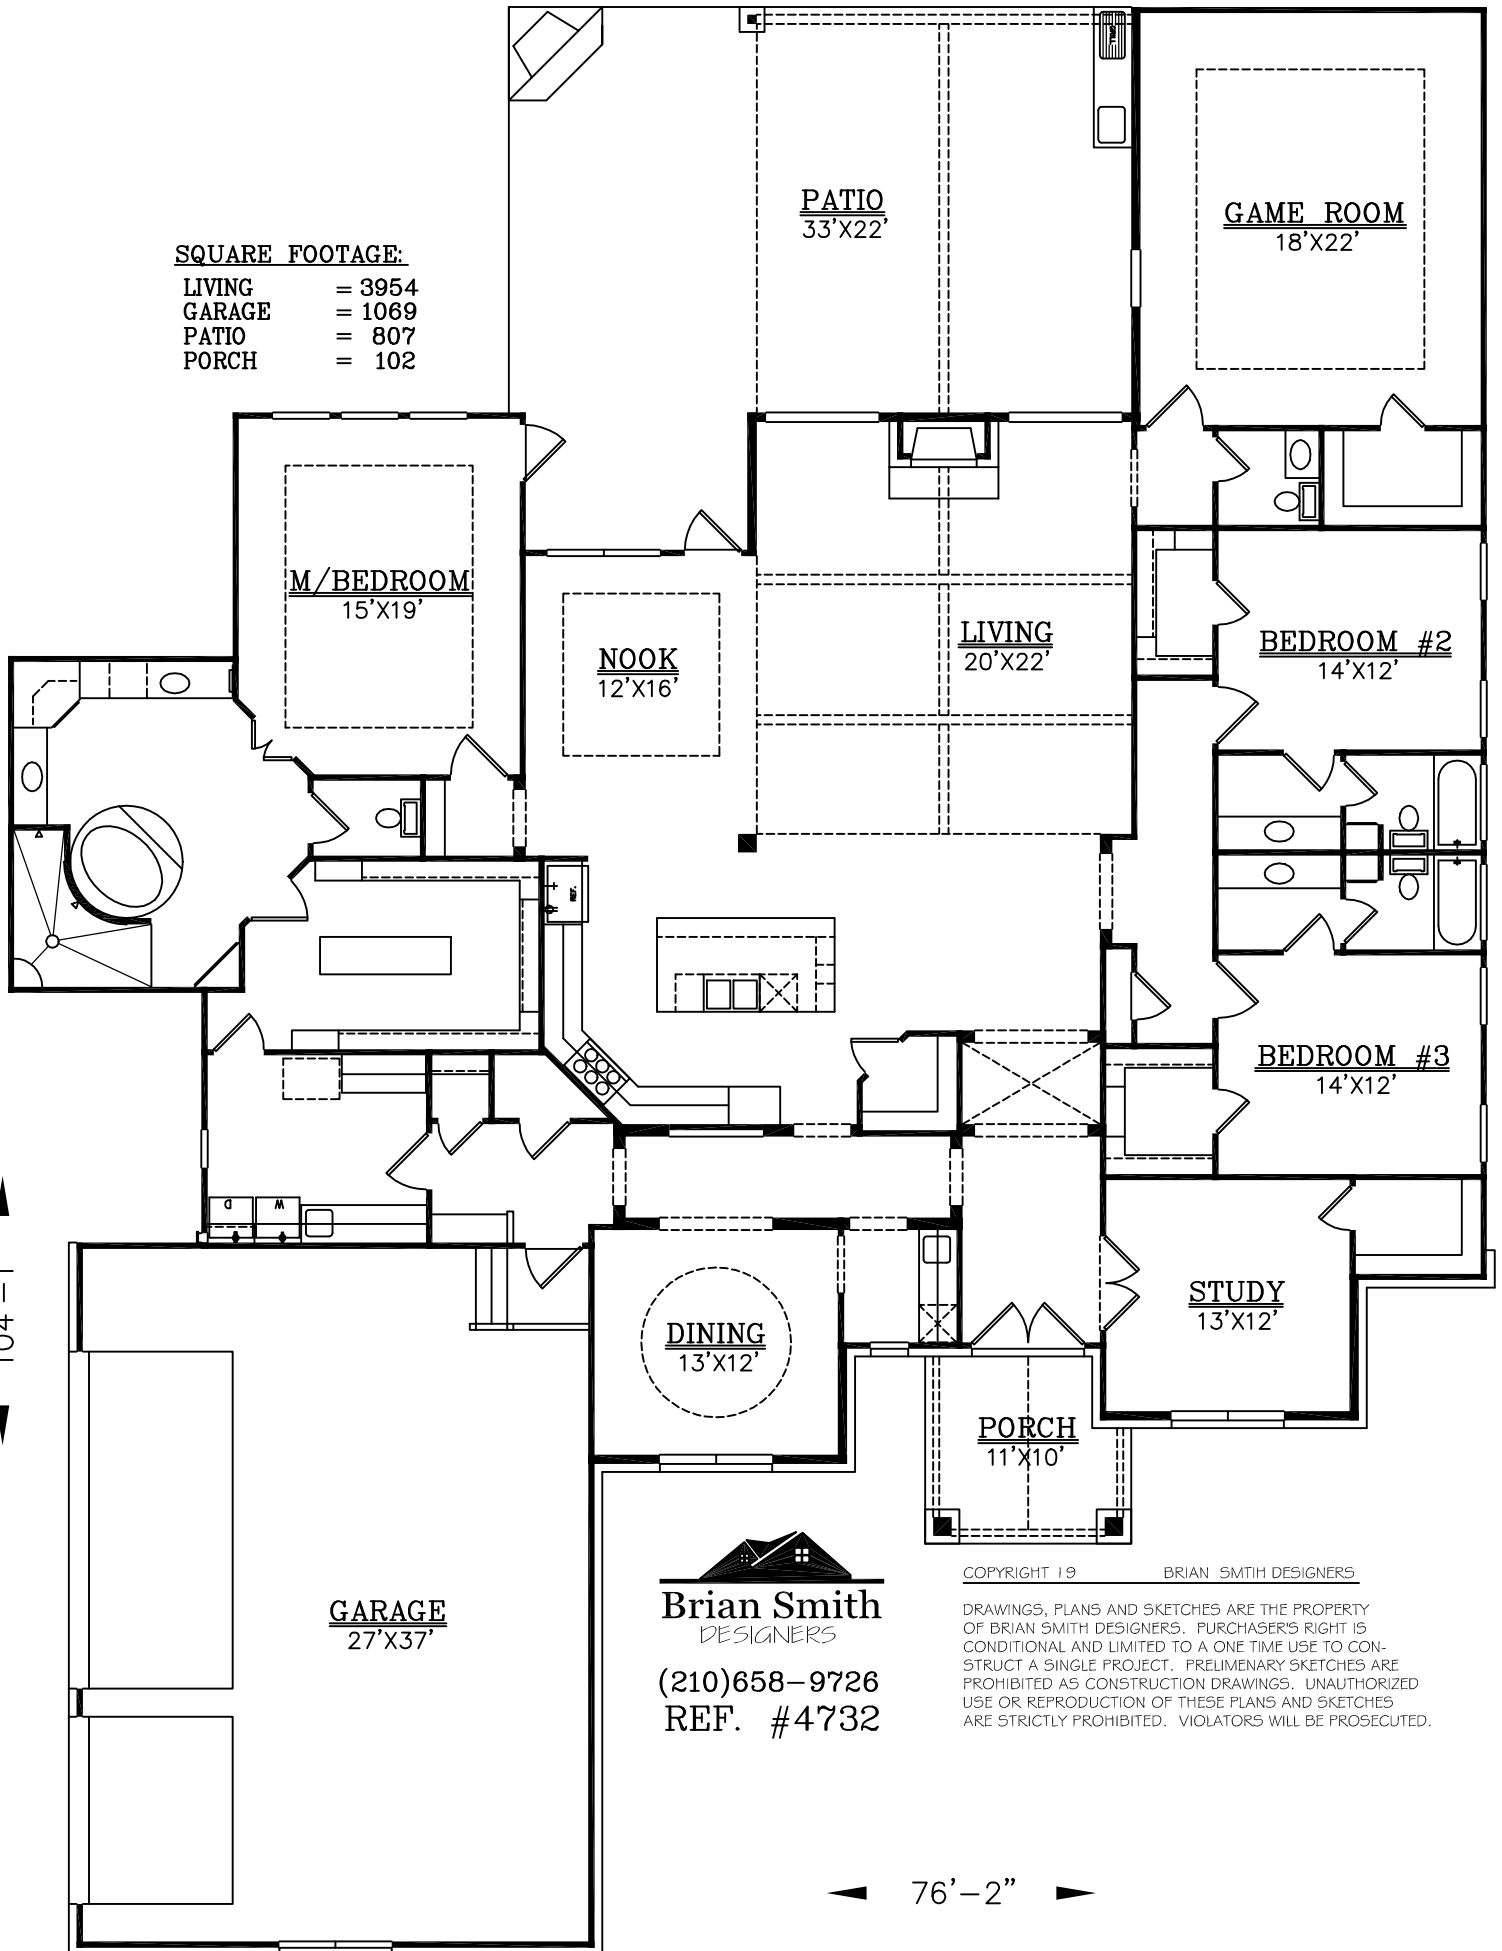 GRILL
PATIO
33'X22'
GAME ROOM
18'X22'
SQUARE FOOTAGE:
LIVING = 3954
GARAGE = 1069
PATIO = 807
PORCH = 102
M/BEDROOM
15'X19'
NOOK
12'X16'
LIVING
20'X22'
BEDROOM #2
14'X12'
REF.
BEDROOM #3
14'X12'
D W
104'-1"
STUDY
13'X12'
DINING
13'X12'
PORCH
11'X10'
GARAGE
27'X37'
Brian Smith
DESIGNERS
(210)658-9726
REF. #4732
COPYRIGHT 19 BRIAN SMTIH DESIGNERS
DRAWINGS, PLANS AND SKETCHES ARE THE PROPERTY
OF BRIAN SMITH DESIGNERS. PURCHASER'S RIGHT IS
CONDITIONAL AND LIMITED TO A ONE TIME USE TO CON-
STRUCT A SINGLE PROJECT. PRELIMENARY SKETCHES ARE
PROHIBITED AS CONSTRUCTION DRAWINGS. UNAUTHORIZED
USE OR REPRODUCTION OF THESE PLANS AND SKETCHES
ARE STRICTLY PROHIBITED. VIOLATORS WILL BE PROSECUTED.
76'-2"